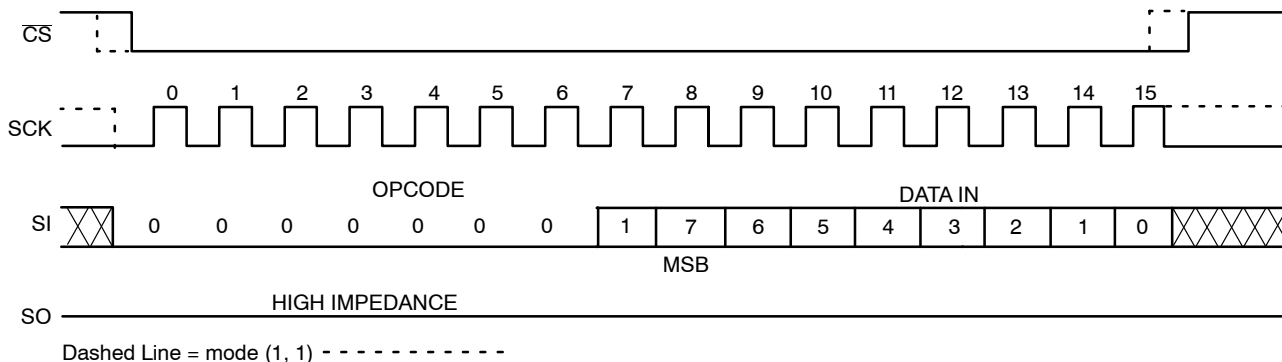 CS
0 1 2 3 4 5 6 7 8 9 10 11 12 13 14 15
SCK
OPCODE DATA IN
SI 0 0 0 0 0 0 0 1 7 6 5 4 3 2 1 0
MSB
HIGH IMPEDANCE
SO
Dashed Line = mode (1, 1)